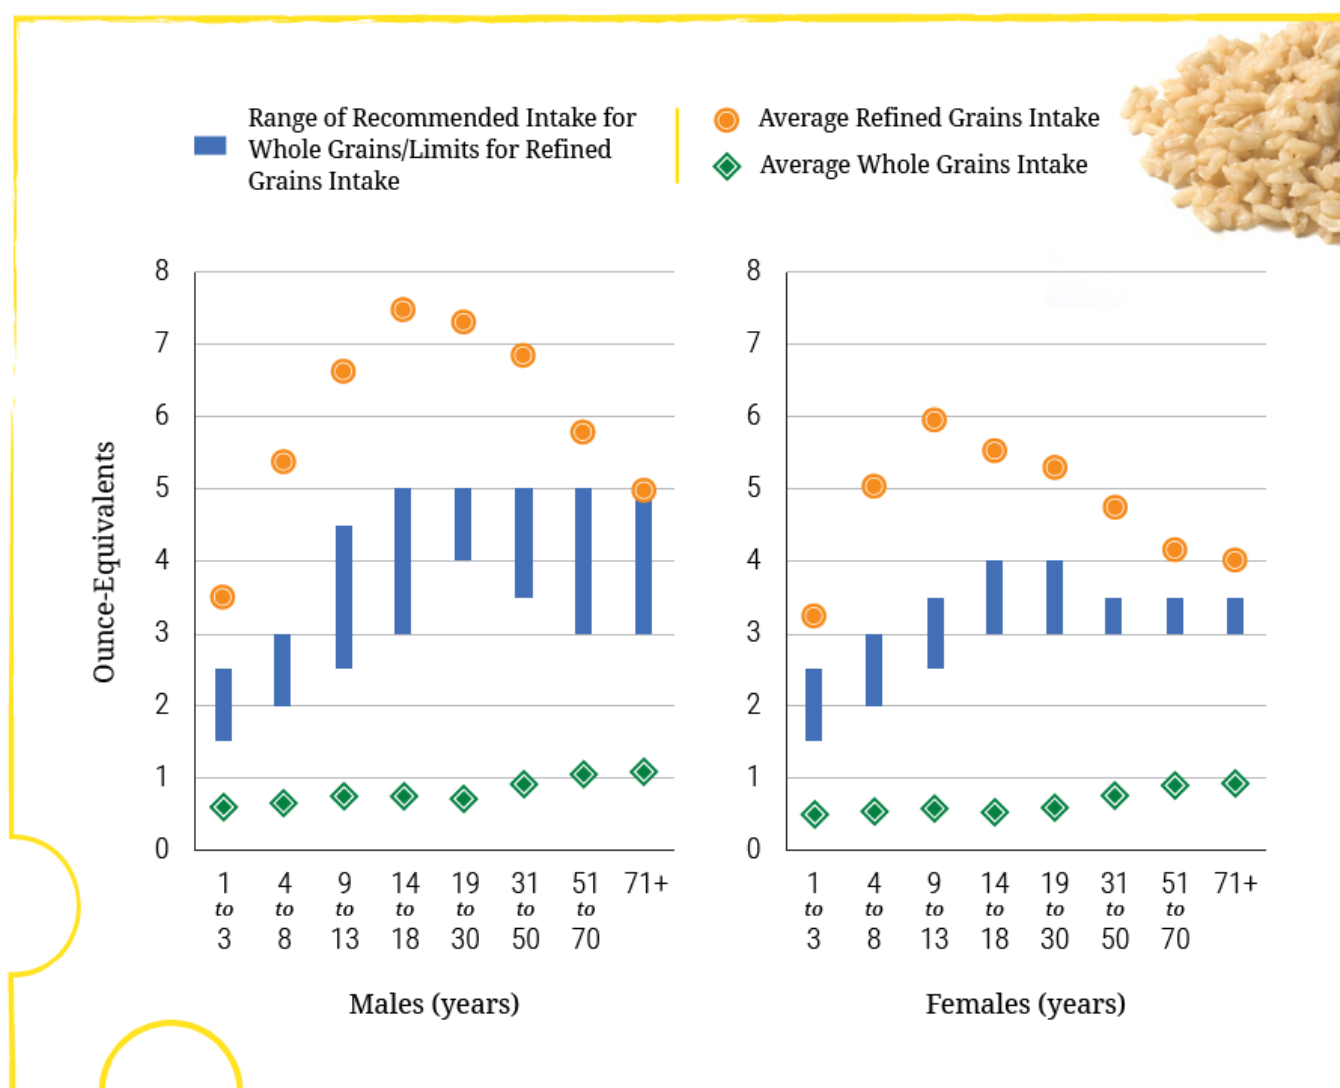 Range of Recommended Intake for
Whole Grains/Limits for Refined
Grains Intake
Average Refined Grains Intake
Average Whole Grains Intake
Ounce-Equivalents
8
7
6
5
4
3
2
1
0
1 4 9 14 19 31 51 71+
to to to to to to to
3 8 13 18 30 50 70
Males (years)
8
7
6
5
4
3
2
1
0
1 4 9 14 19 31 51 71+
to to to to to to to
3 8 13 18 30 50 70
Females (years)